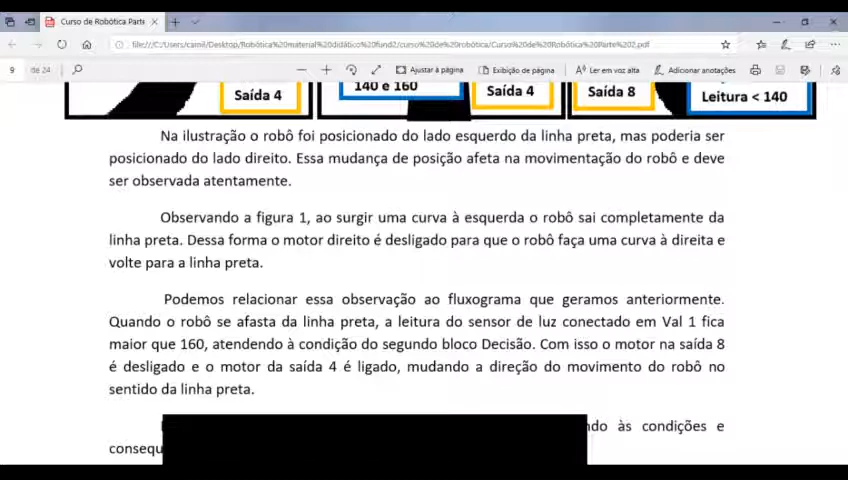 Curso de Robótica Parte
file:///C:/Users/camil/Desktop/Robótica%20material%20didático%20fund2/curso%20de%20robótica/Curso%20de%20Robótica%20Parte%202.pdf
9 de 24 Ajustar à página Exibição de página Ler em voz alta Adicionar anotações
Saída 4
140 e 160
Saída 4
Saída 8
Leitura < 140
Na ilustração o robô foi posicionado do lado esquerdo da linha preta, mas poderia ser
posicionado do lado direito. Essa mudança de posição afeta na movimentação do robô e deve
ser observada atentamente.
Observando a figura 1, ao surgir uma curva à esquerda o robô sai completamente da
linha preta. Dessa forma o motor direito é desligado para que o robô faça uma curva à direita e
volte para a linha preta.
Podemos relacionar essa observação ao fluxograma que geramos anteriormente.
Quando o robô se afasta da linha preta, a leitura do sensor de luz conectado em Val 1 fica
maior que 160, atendendo à condição do segundo bloco Decisão. Com isso o motor na saída 8
é desligado e o motor da saída 4 é ligado, mudando a direção do movimento do robô no
sentido da linha preta.
ndo às condições e
consequ